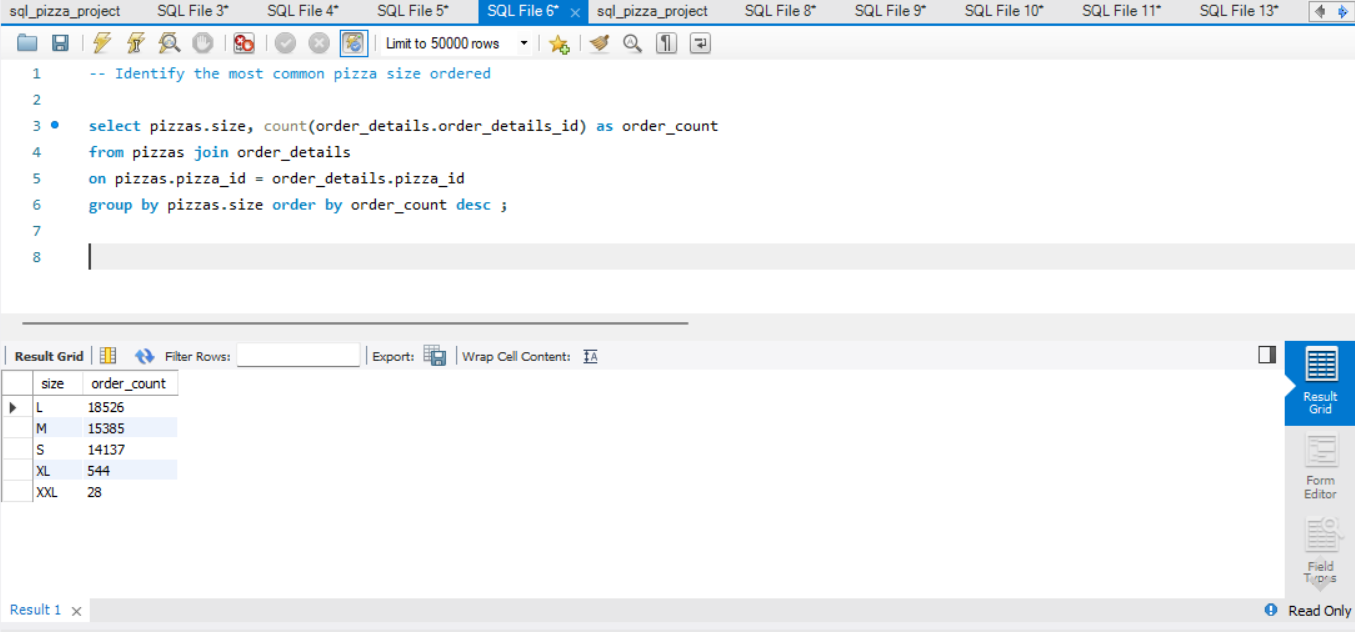 sql_pizza_project SQL File 3* SQL File 4* SQL File 5* SQL File 6* sql_pizza_project SQL File 8* SQL File 9* SQL File 10* SQL File 11* SQL File 13*
Limit to 50000 rows
1 -- Identify the most common pizza size ordered
2
3 select pizzas.size, count(order_details.order_details_id) as order_count
4 from pizzas join order_details
5 on pizzas.pizza_id = order_details.pizza_id
6 group by pizzas.size order by order_count desc ;
7
8
Result Grid Filter Rows: Export: Wrap Cell Content:
size order_count
L 18526
M 15385
S 14137
XL 544
XXL 28
Result
Grid
Form
Editor
Field
Types
Result 1 Read Only